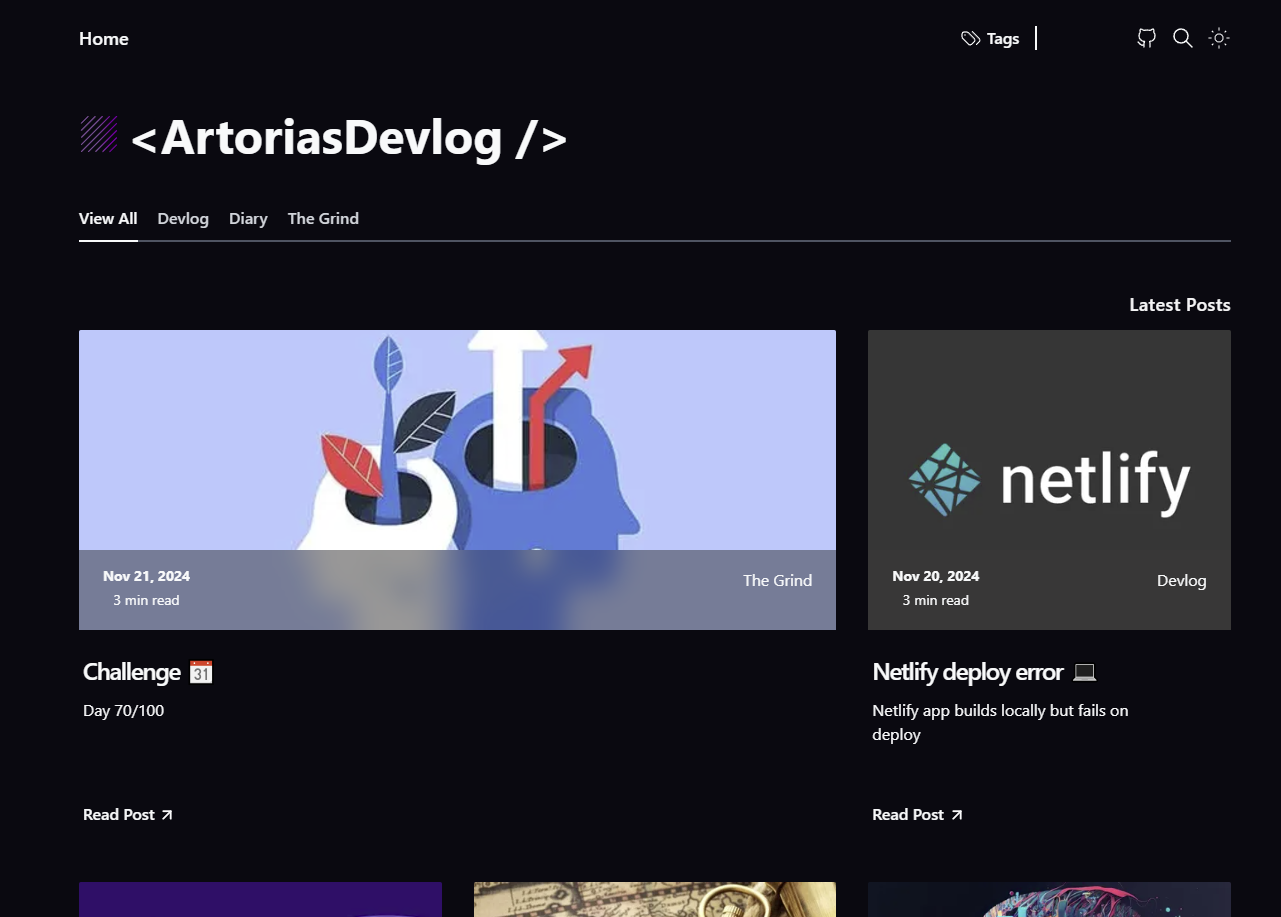 Home
Tags
<ArtoriasDevlog />
View All Devlog Diary The Grind
Latest Posts
Nov 21, 2024
3 min read
The Grind
Challenge 📅
Day 70/100
Read Post
netlify
Nov 20, 2024
3 min read
Devlog
Netlify deploy error 💻
Netlify app builds locally but fails on
deploy
Read Post